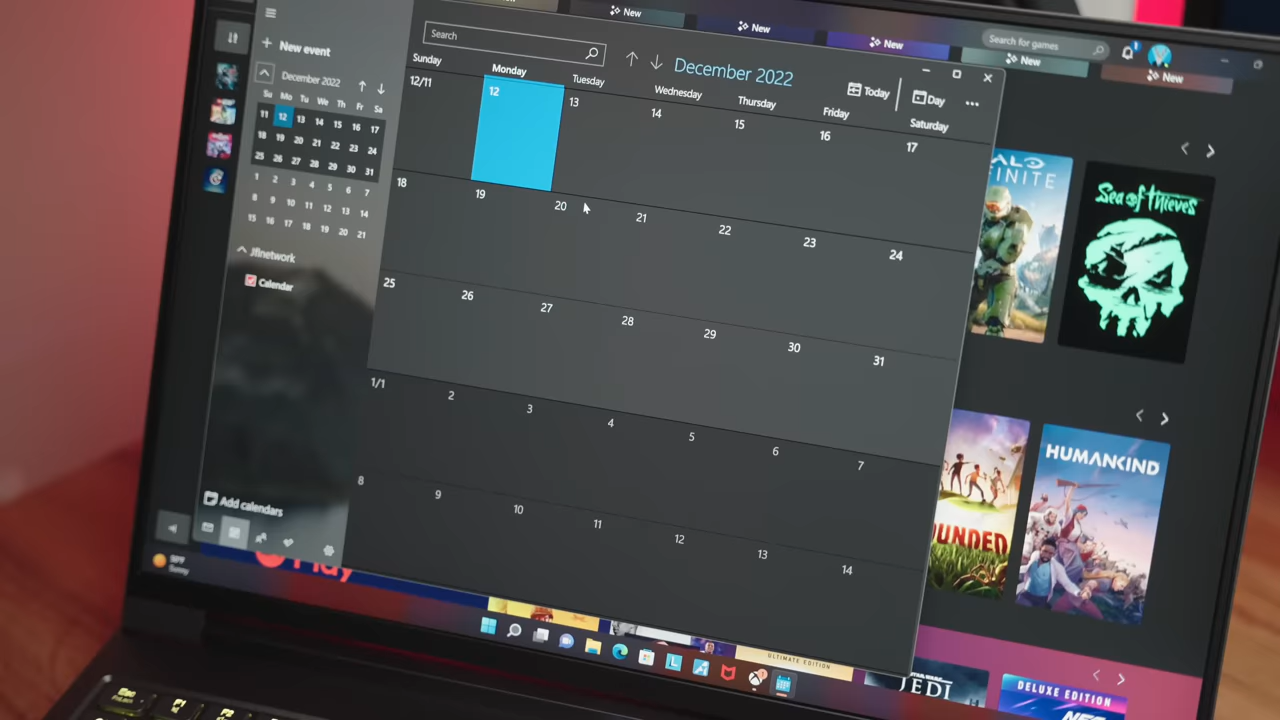 New
New
New
New
New
Search for games
New event
December 2022
Su Mo Tu We Th Fr Sa
11 12 13 14 15 16 17
18 19 20 21 22 23 24
25 26 27 28 29 30 31
1 2 3 4 5 6 7
8 9 10 11 12 13 14
15 16 17 18 19 20 21
Jflnetwork
Calendar
Add calendars
Search
December 2022
Today
Day
Sunday Monday Tuesday Wednesday Thursday Friday Saturday
12/11 12 13 14 15 16 17
18 19 20 21 22 23 24
25 26 27 28 29 30 31
1/1 2 3 4 5 6 7
8 9 10 11 12 13 14
Sea of Thieves
HUMANKIND
Play
Sunny
ULTIMATE EDITION
STAR WARS
JEDI
DELUXE EDITION